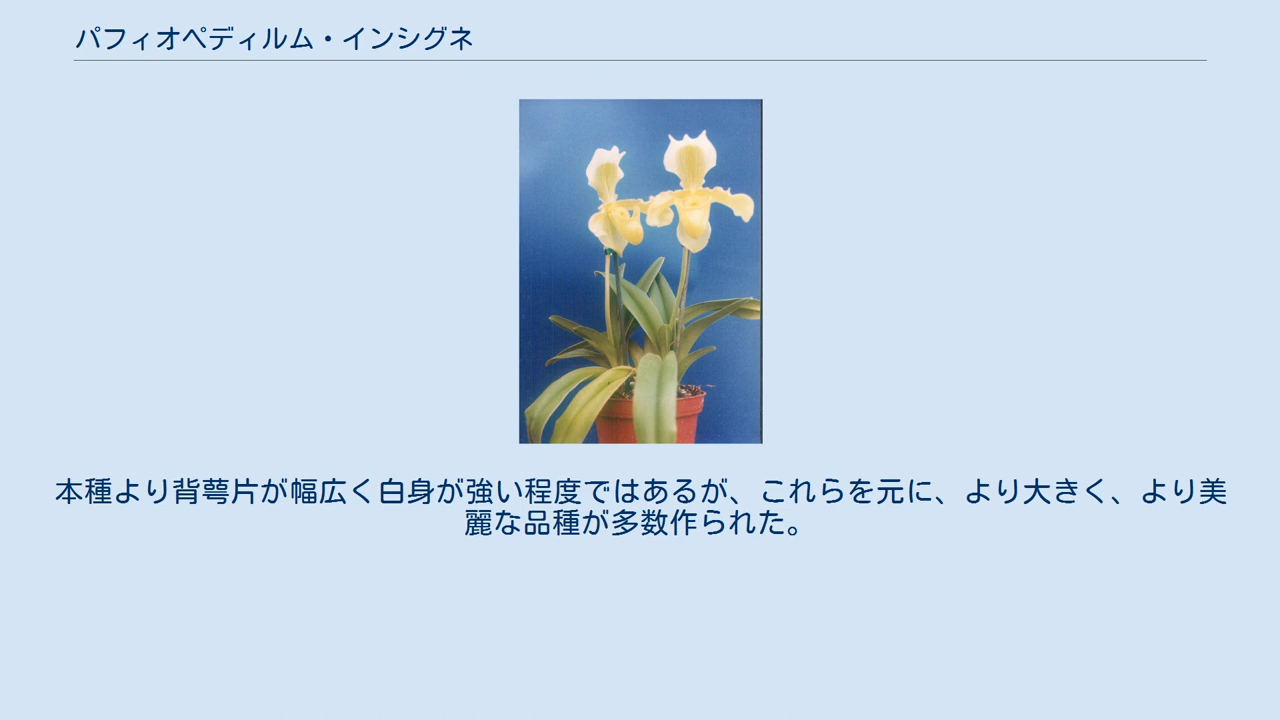 パフィオペディルム・インシグネ
本種より背萼片が幅広く白身が強い程度ではあるが、これらを元に、より大きく、より美
麗な品種が多数作られた。